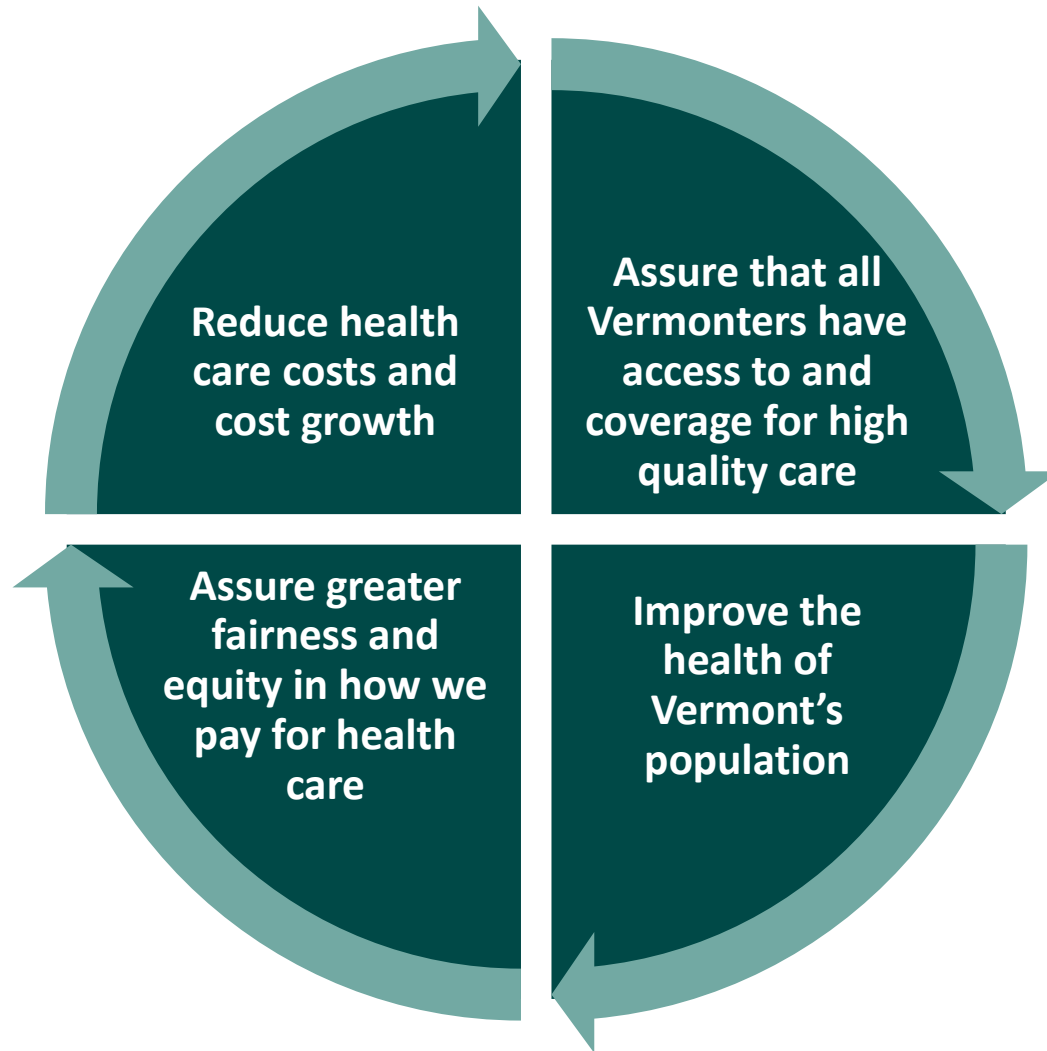 Reduce health
care costs and
cost growth
Assure that all
Vermonters have
access to and
coverage for high
quality care
Assure greater
fairness and
equity in how we
pay for health
care
Improve the
health of
Vermont’s
population